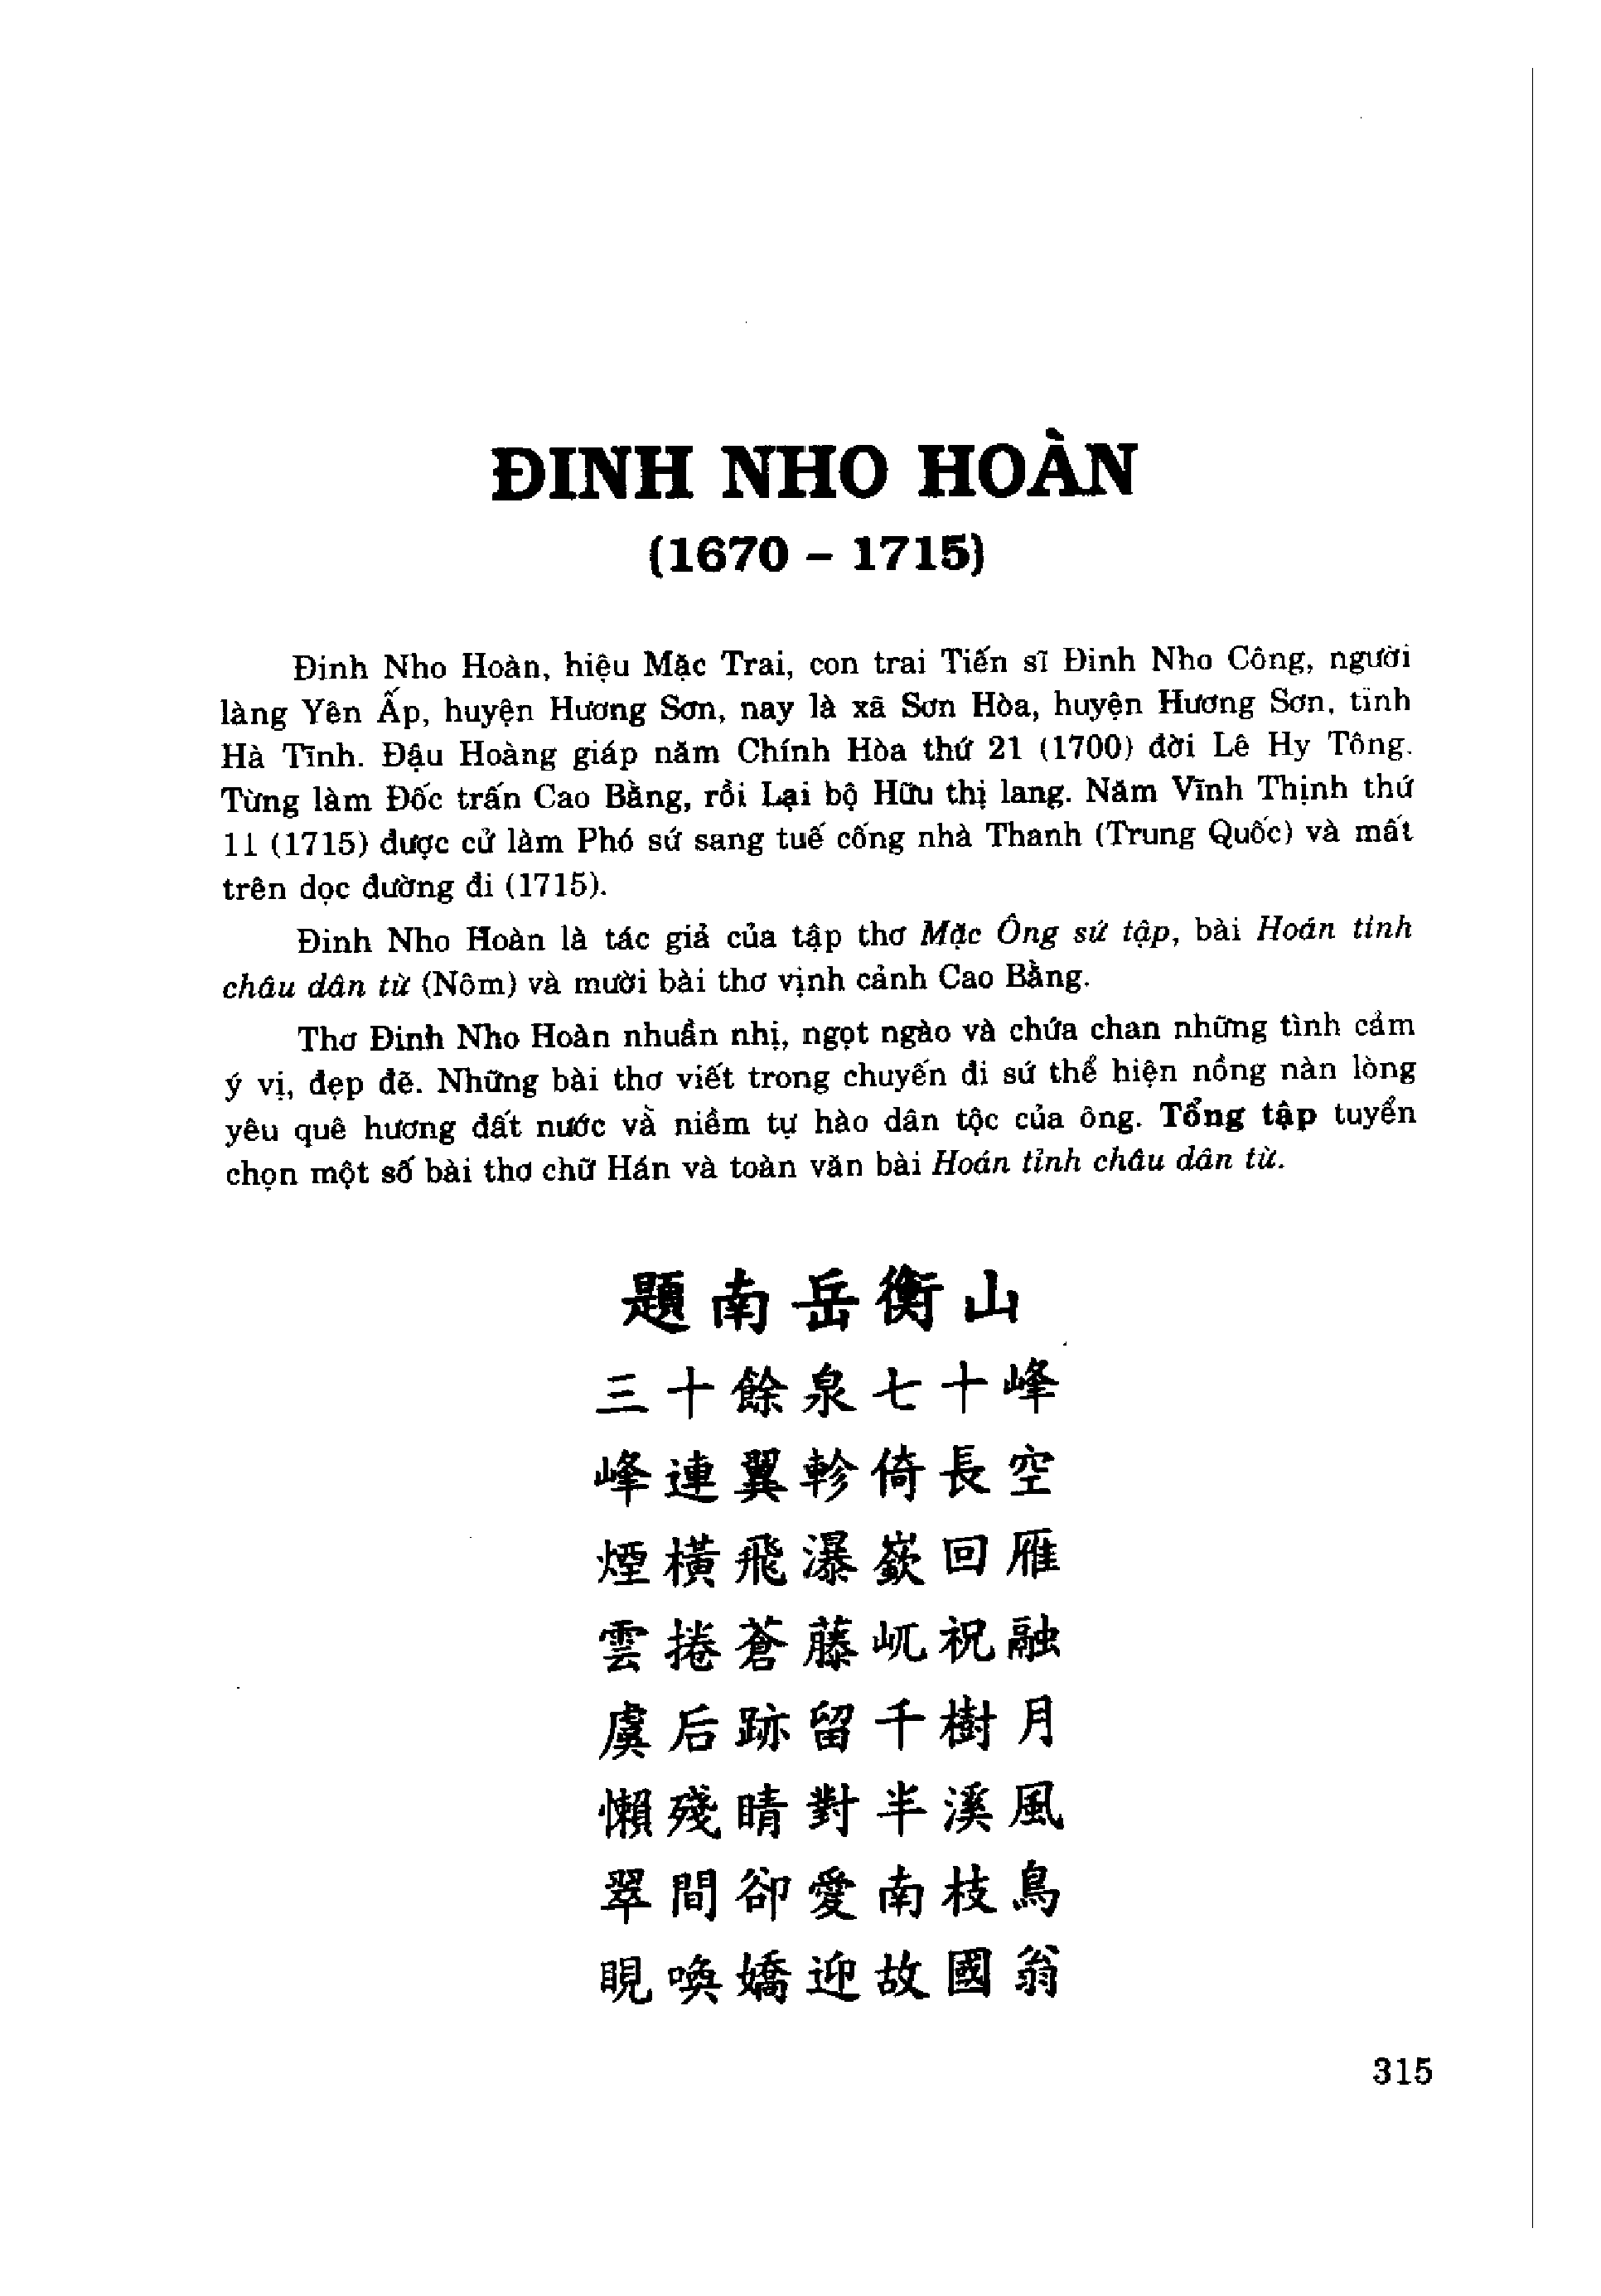 ĐINH NHO HOÀN
(1670 – 1715)
Đinh Nho Hoàn, hiệu Mặc Trai, con trai Tiến sĩ Đinh Nho Công, người
làng Yên Ấp, huyện Hương Sơn, nay là xã Sơn Hòa, huyện Hương Sơn, tỉnh
Hà Tĩnh. Đậu Hoàng giáp năm Chính Hòa thứ 21 (1700) đời Lê Hy Tông.
Từng làm Đốc trấn Cao Bằng, rồi Lại bộ Hữu thị lang. Năm Vĩnh Thịnh thứ
11 (1715) được cử làm Phó sứ sang tuế cống nhà Thanh (Trung Quốc) và mất
trên dọc đường đi (1715).
Đinh Nho Hoàn là tác giả của tập thơ Mặc Ông sứ tập, bài Hoán tỉnh
châu dân từ (Nôm) và mười bài thơ vịnh cảnh Cao Bằng.
Thơ Đinh Nho Hoàn nhuần nhị, ngọt ngào và chứa chan những tình cảm
ý vị, đẹp đẽ. Những bài thơ viết trong chuyến đi sứ thể hiện nồng nàn lòng
yêu quê hương đất nước và niềm tự hào dân tộc của ông. Tổng tập tuyển
chọn một số bài thơ chữ Hán và toàn văn bài Hoán tỉnh châu dân từ.
題南岳衡山
三十餘泉七十峰
峰連翼軫倚長空
煙橫飛瀑嶔回雁
雲捲蒼藤屼祝融
虞后跡留千樹月
懶殘晴對半溪風
翠間卻愛南枝鳥
睍喚嬌迎故國翁
315